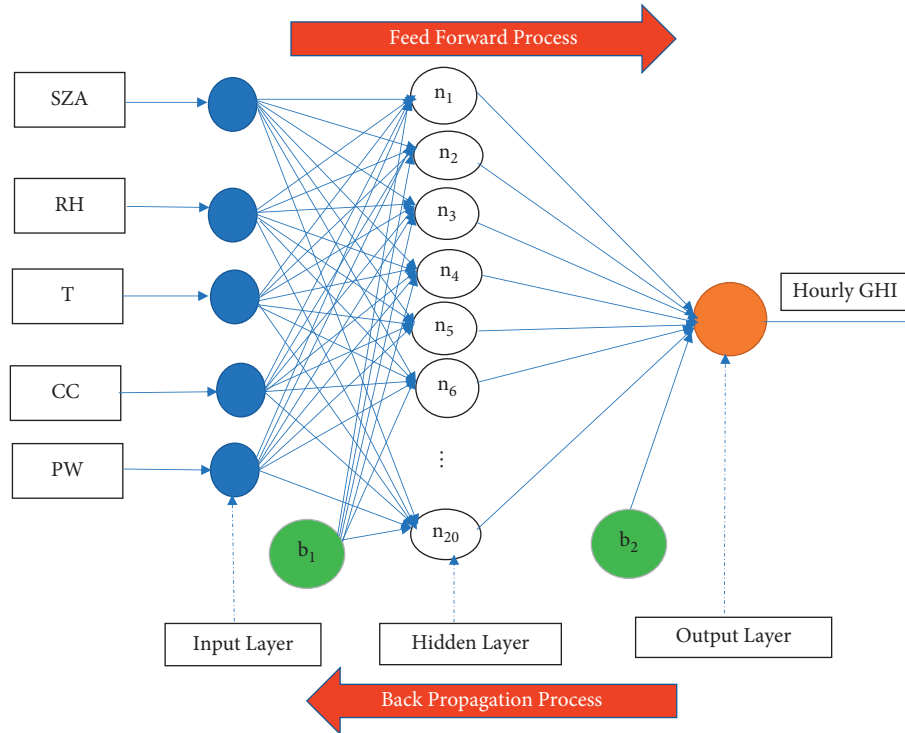 Feed Forward Process
SZA
RH
T
CC
PW
n1
n2
n3
n4
n5
n6
...
n20
b1
b2
Hourly GHI
Input Layer
Hidden Layer
Output Layer
Back Propagation Process